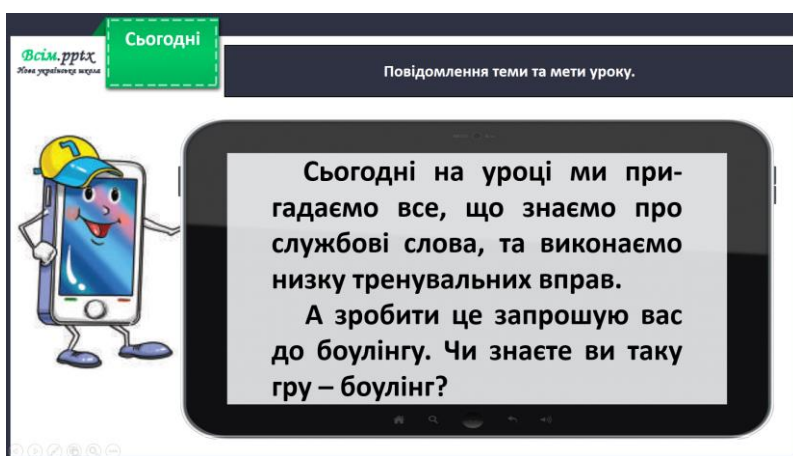 Сьогодні
Всім.pptx
Нова українська школа
Повідомлення теми та мети уроку.
Сьогодні на уроці ми при-
гадаємо все, що знаємо про
службові слова, та виконаємо
низку тренувальних вправ.
А зробити це запрошую вас
до боулінгу. Чи знаєте ви таку
гру – боулінг?